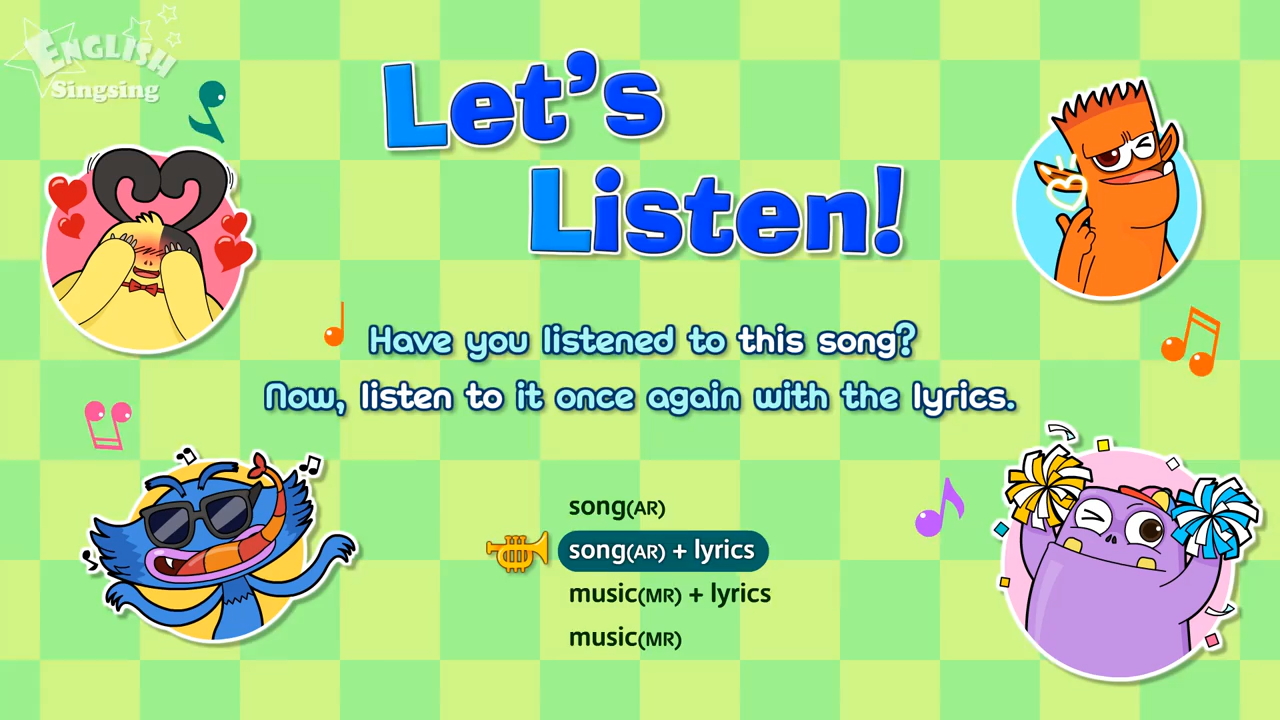 ENGLISH
Singsing
Let's
Listen!
Have you listened to this song?
Now, listen to it once again with the lyrics.
song(AR)
song(AR) + lyrics
music(MR) + lyrics
music(MR)